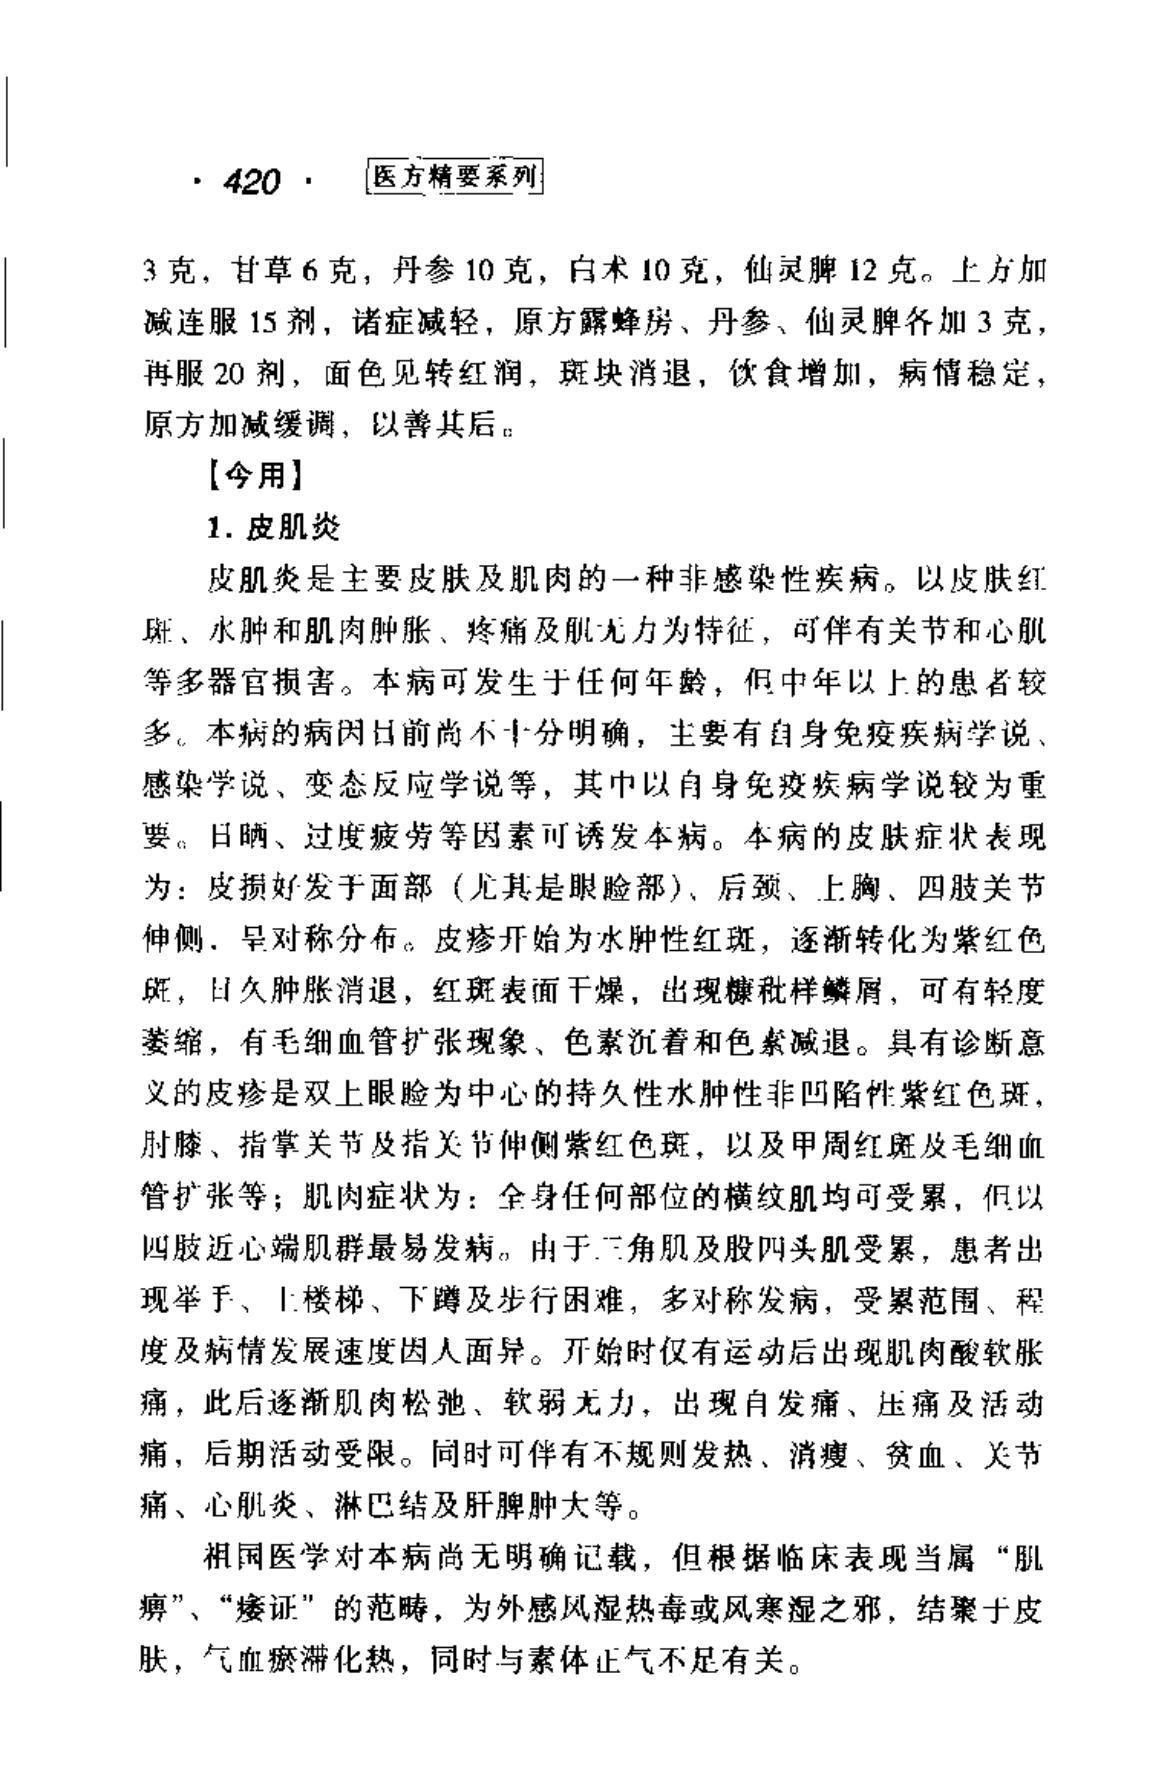 · 420 · 医方精要系列
3 克，甘草 6 克，丹参 10 克，白术 10 克，仙灵脾 12 克。上方加
减连服 15 剂，诸症减轻，原方露蜂房、丹参、仙灵脾各加 3 克，
再服 20 剂，面色见转红润，斑块消退，饮食增加，病情稳定，
原方加减缓调，以善其后。
【今用】
1. 皮肌炎
皮肌炎是主要皮肤及肌肉的一种非感染性疾病。以皮肤红
斑、水肿和肌肉肿胀、疼痛及肌无力为特征，可伴有关节和心肌
等多器官损害。本病可发生于任何年龄，但中年以上的患者较
多。本病的病因目前尚不十分明确，主要有自身免疫疾病学说、
感染学说、变态反应学说等，其中以自身免疫疾病学说较为重
要。日晒、过度疲劳等因素可诱发本病。本病的皮肤症状表现
为：皮损好发于面部（尤其是眼睑部）、后颈、上胸、四肢关节
伸侧，呈对称分布。皮疹开始为水肿性红斑，逐渐转化为紫红色
斑，日久肿胀消退，红斑表面干燥，出现糠秕样鳞屑，可有轻度
萎缩，有毛细血管扩张现象、色素沉着和色素减退。具有诊断意
义的皮疹是双上眼睑为中心的持久性水肿性非凹陷性紫红色斑，
肘膝、指掌关节及指关节伸侧紫红色斑，以及甲周红斑及毛细血
管扩张等；肌肉症状为：全身任何部位的横纹肌均可受累，但以
四肢近心端肌群最易发病。由于三角肌及股四头肌受累，患者出
现举手、上楼梯、下蹲及步行困难，多对称发病，受累范围、程
度及病情发展速度因人面异。开始时仅有运动后出现肌肉酸软胀
痛，此后逐渐肌肉松弛、软弱无力，出现自发痛、压痛及活动
痛，后期活动受限。同时可伴有不规则发热、消瘦、贫血、关节
痛、心肌炎、淋巴结及肝脾肿大等。
祖国医学对本病尚无明确记载，但根据临床表现当属“肌
痹”、“痿证”的范畴，为外感风湿热毒或风寒湿之邪，结聚于皮
肤，气血瘀滞化热，同时与素体正气不足有关。